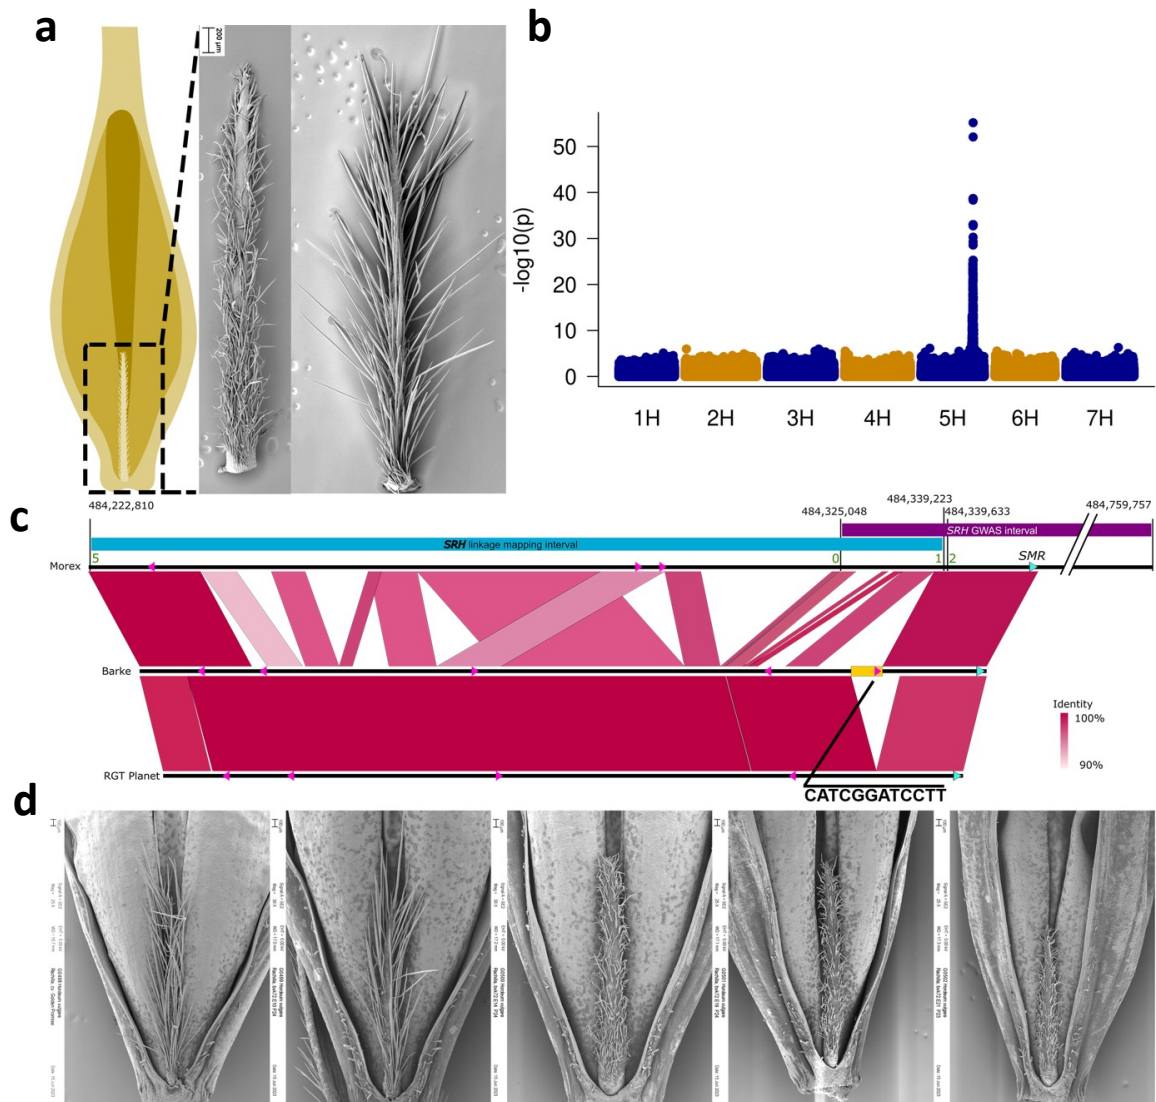 a
b
200 µm
-log10(p)
50
40
30
20
10
0
1H
2H
3H
4H
5H
6H
7H
c
484,222,810
484,325,048
484,339,223
484,339,633
484,759,757
SRH GWAS interval
SRH linkage mapping interval
5
0
1
2
SMR
Morex
Barke
RGT Planet
Identity
100%
90%
CATCGGATCCTT
d